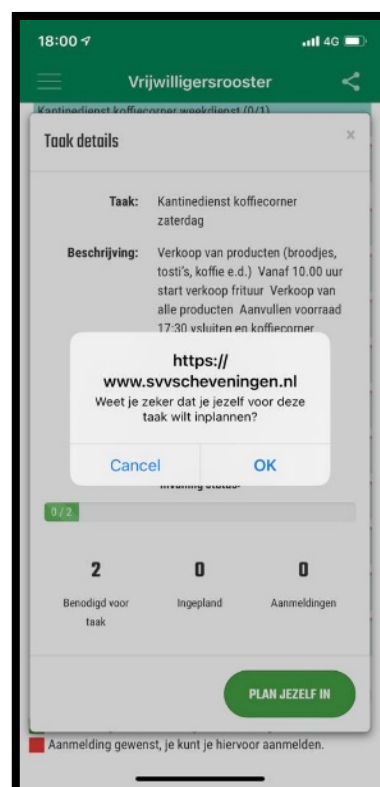 18:00
4G
Vrijwilligersrooster
Kantinedienst koffiecorner weekdienst (0/1)
Taak details
×
Taak: Kantinedienst koffiecorner
zaterdag
Beschrijving: Verkoop van producten (broodjes,
tosti's, koffie e.d.) Vanaf 10.00 uur
start verkoop frituur Verkoop van
alle producten Aanvullen voorraad
17:30 vsluiten en koffiecorner
https://
www.svvscheveningen.nl
Weet je zeker dat je jezelf voor deze
taak wilt inplannen?
Cancel OK
0 / 2
2 0 0
Benodigd voor Ingepland Aanmeldingen
taak
PLAN JEZELF IN
Aanmelding gewenst, je kunt je hiervoor aanmelden.